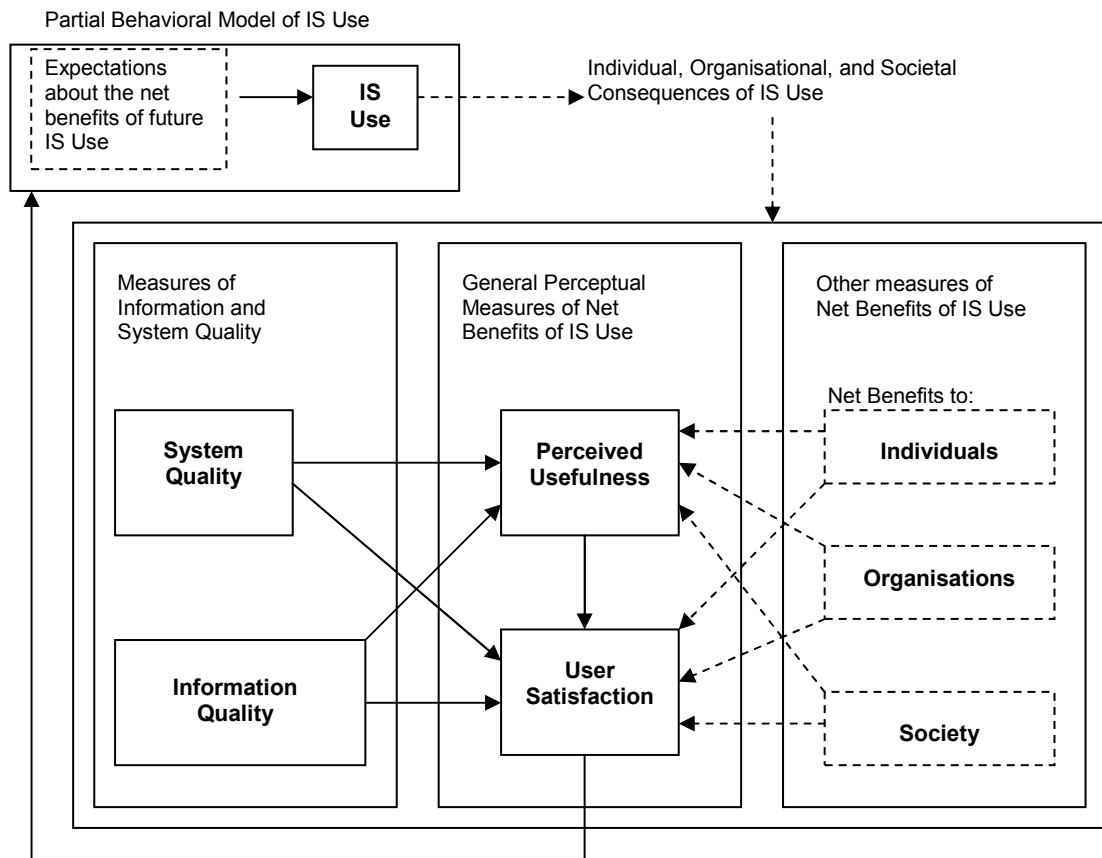 Partial Behavioral Model of IS Use
Expectations
about the net
benefits of future
IS Use
IS
Use
Individual, Organisational, and Societal
Consequences of IS Use
Measures of
Information and
System Quality
General Perceptual
Measures of Net
Benefits of IS Use
Other measures of
Net Benefits of IS Use
System
Quality
Perceived
Usefulness
Net Benefits to:
Individuals
Organisations
Information
Quality
User
Satisfaction
Society